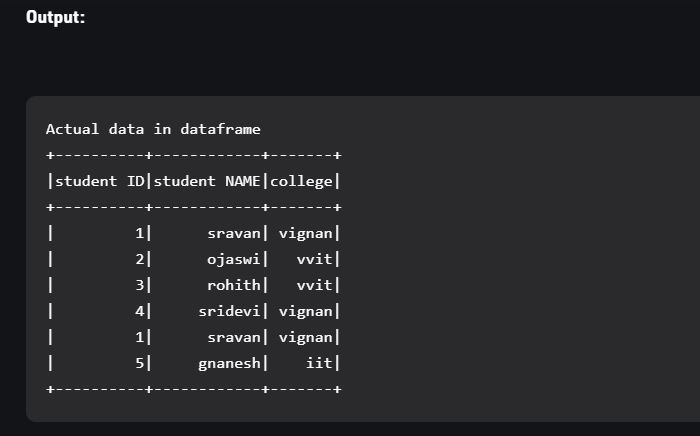 Output:
Actual data in dataframe
+----------+------------+-------+
|student ID|student NAME|college|
+----------+------------+-------+
|         1|      sravan| vignan|
|         2|      ojaswi|   vvit|
|         3|      rohith|   vvit|
|         4|     sridevi| vignan|
|         1|      sravan| vignan|
|         5|     gnanesh|    iit|
+----------+------------+-------+